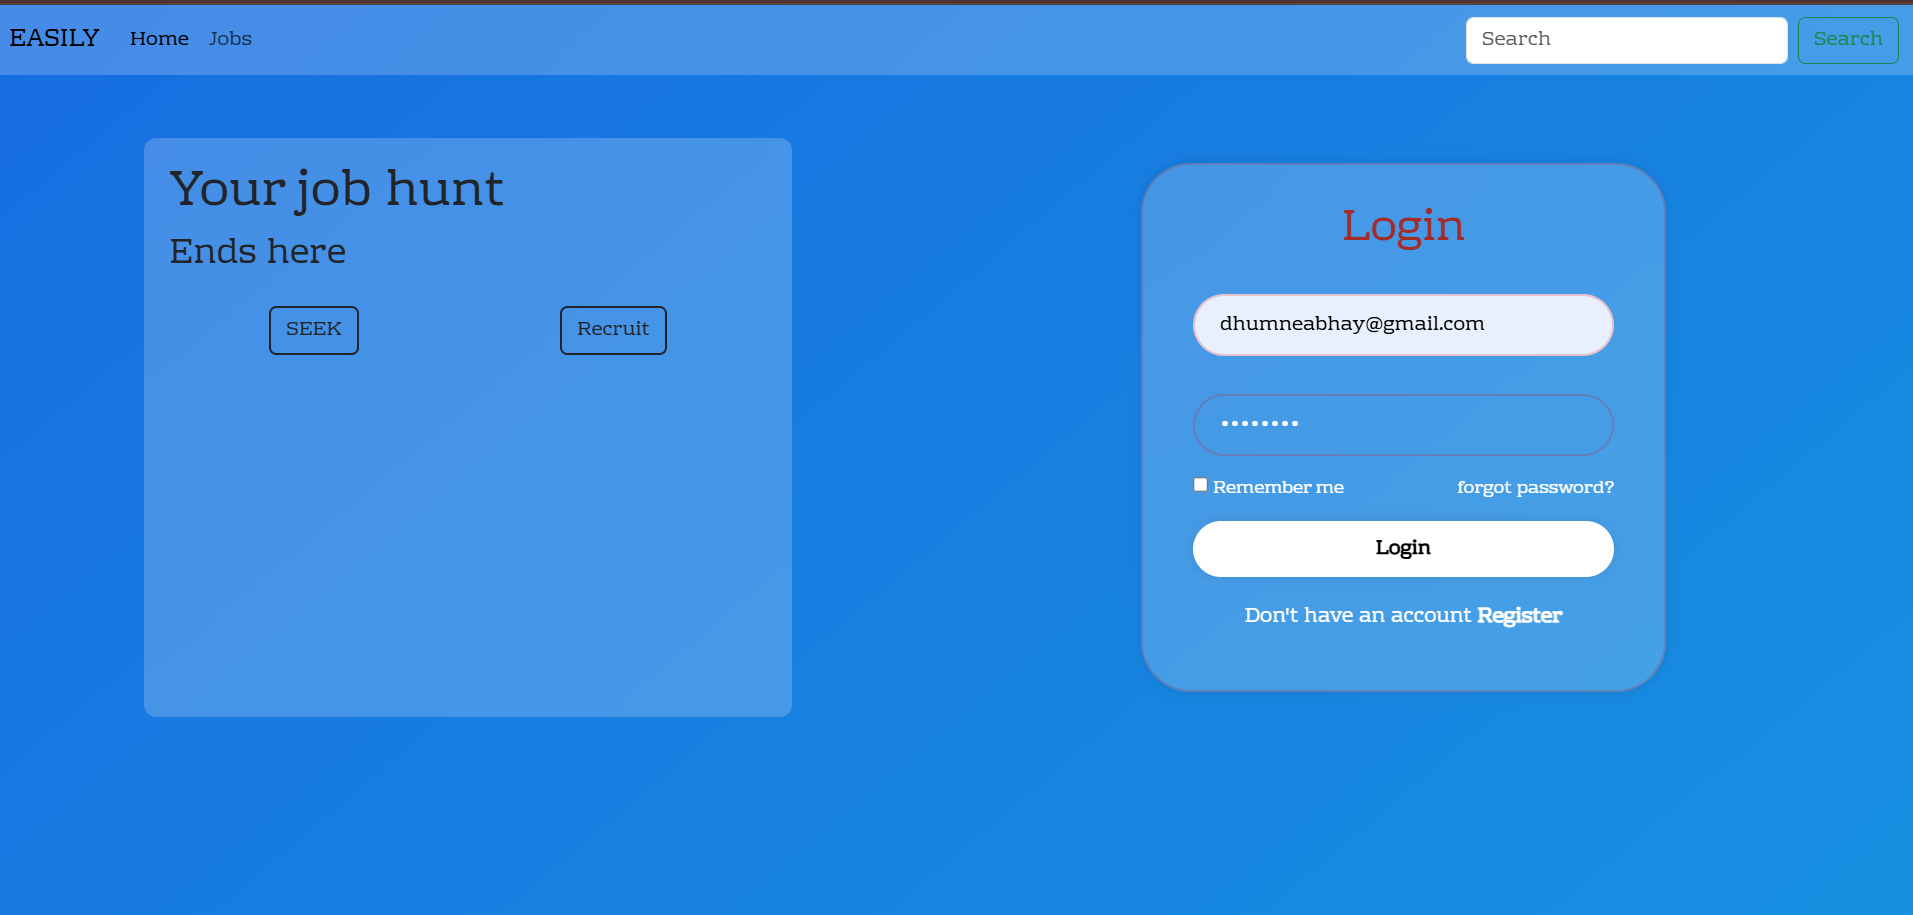 EASILY Home Jobs Search Search
Your job hunt
Ends here
SEEK Recruit
Login
dhumneabhay@gmail.com
••••••••
Remember me forgot password?
Login
Don't have an account Register